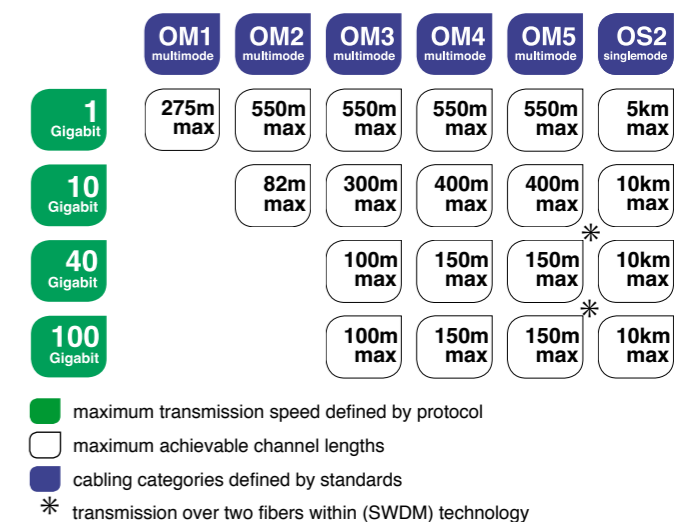 OM1 OM2 OM3 OM4 OM5 OS2
multimode multimode multimode multimode multimode singlemode
1 275m 550m 550m 550m 550m 5km
Gigabit max max max max max max
10 82m 300m 400m 400m 10km
Gigabit max max max max max
*
40 100m 150m 150m 10km
Gigabit max max max max
*
100 100m 150m 150m 10km
Gigabit max max max max
maximum transmission speed defined by protocol
maximum achievable channel lengths
cabling categories defined by standards
* transmission over two fibers within (SWDM) technology